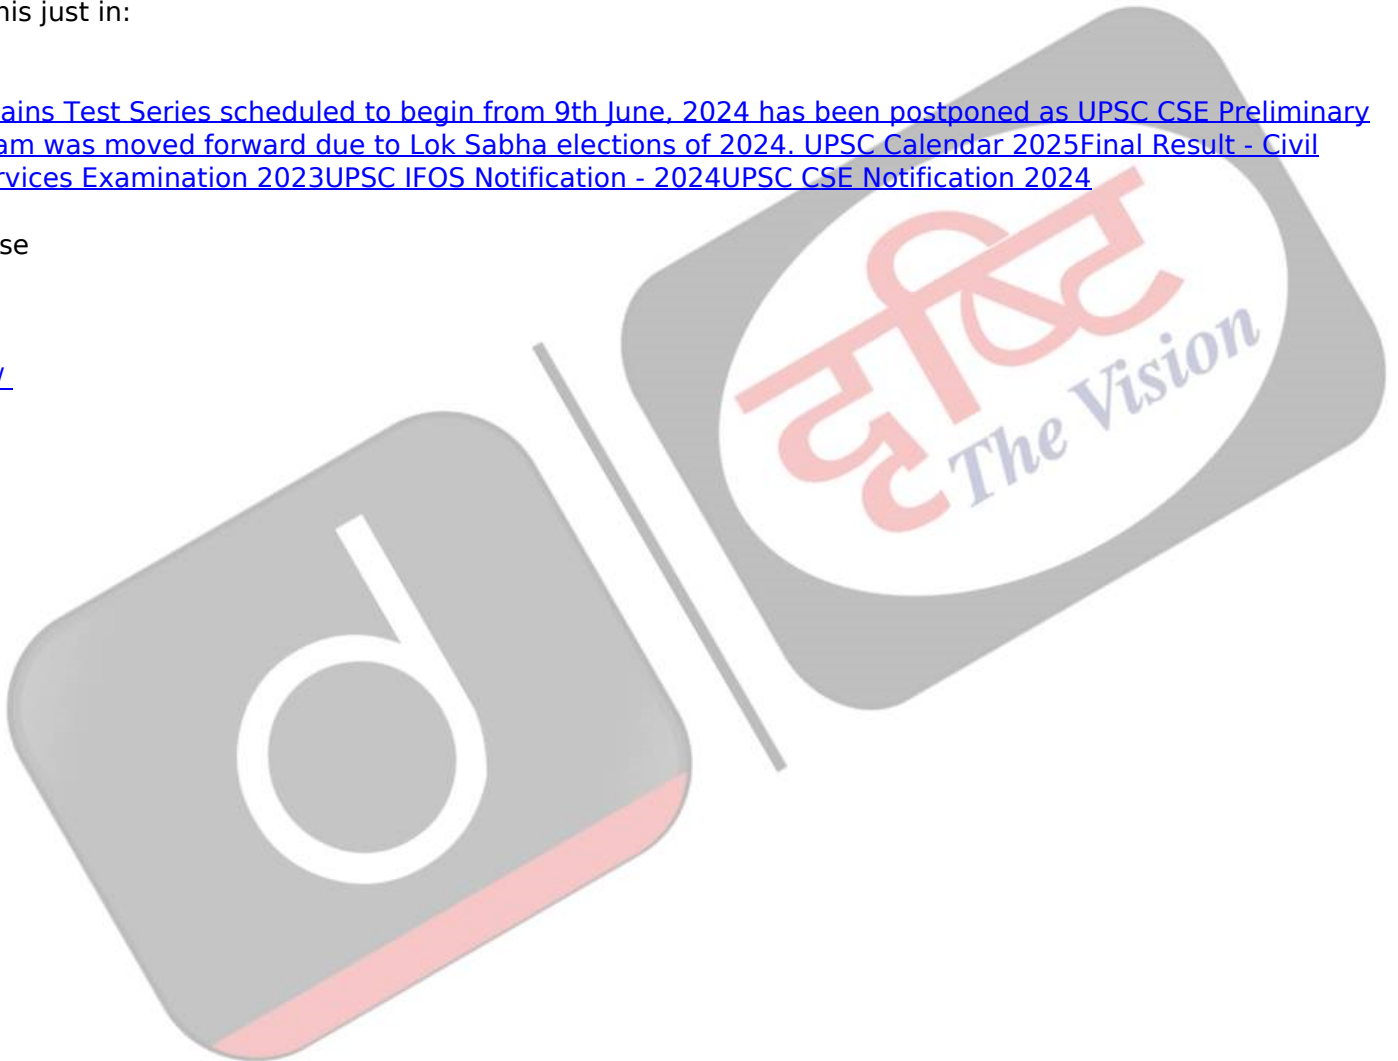 his just in:
ains Test Series scheduled to begin from 9th June, 2024 has been postponed as UPSC CSE Preliminary
am was moved forward due to Lok Sabha elections of 2024. UPSC Calendar 2025Final Result - Civil
rvices Examination 2023UPSC IFOS Notification - 2024UPSC CSE Notification 2024
se
दृष्टि
The Vision
d